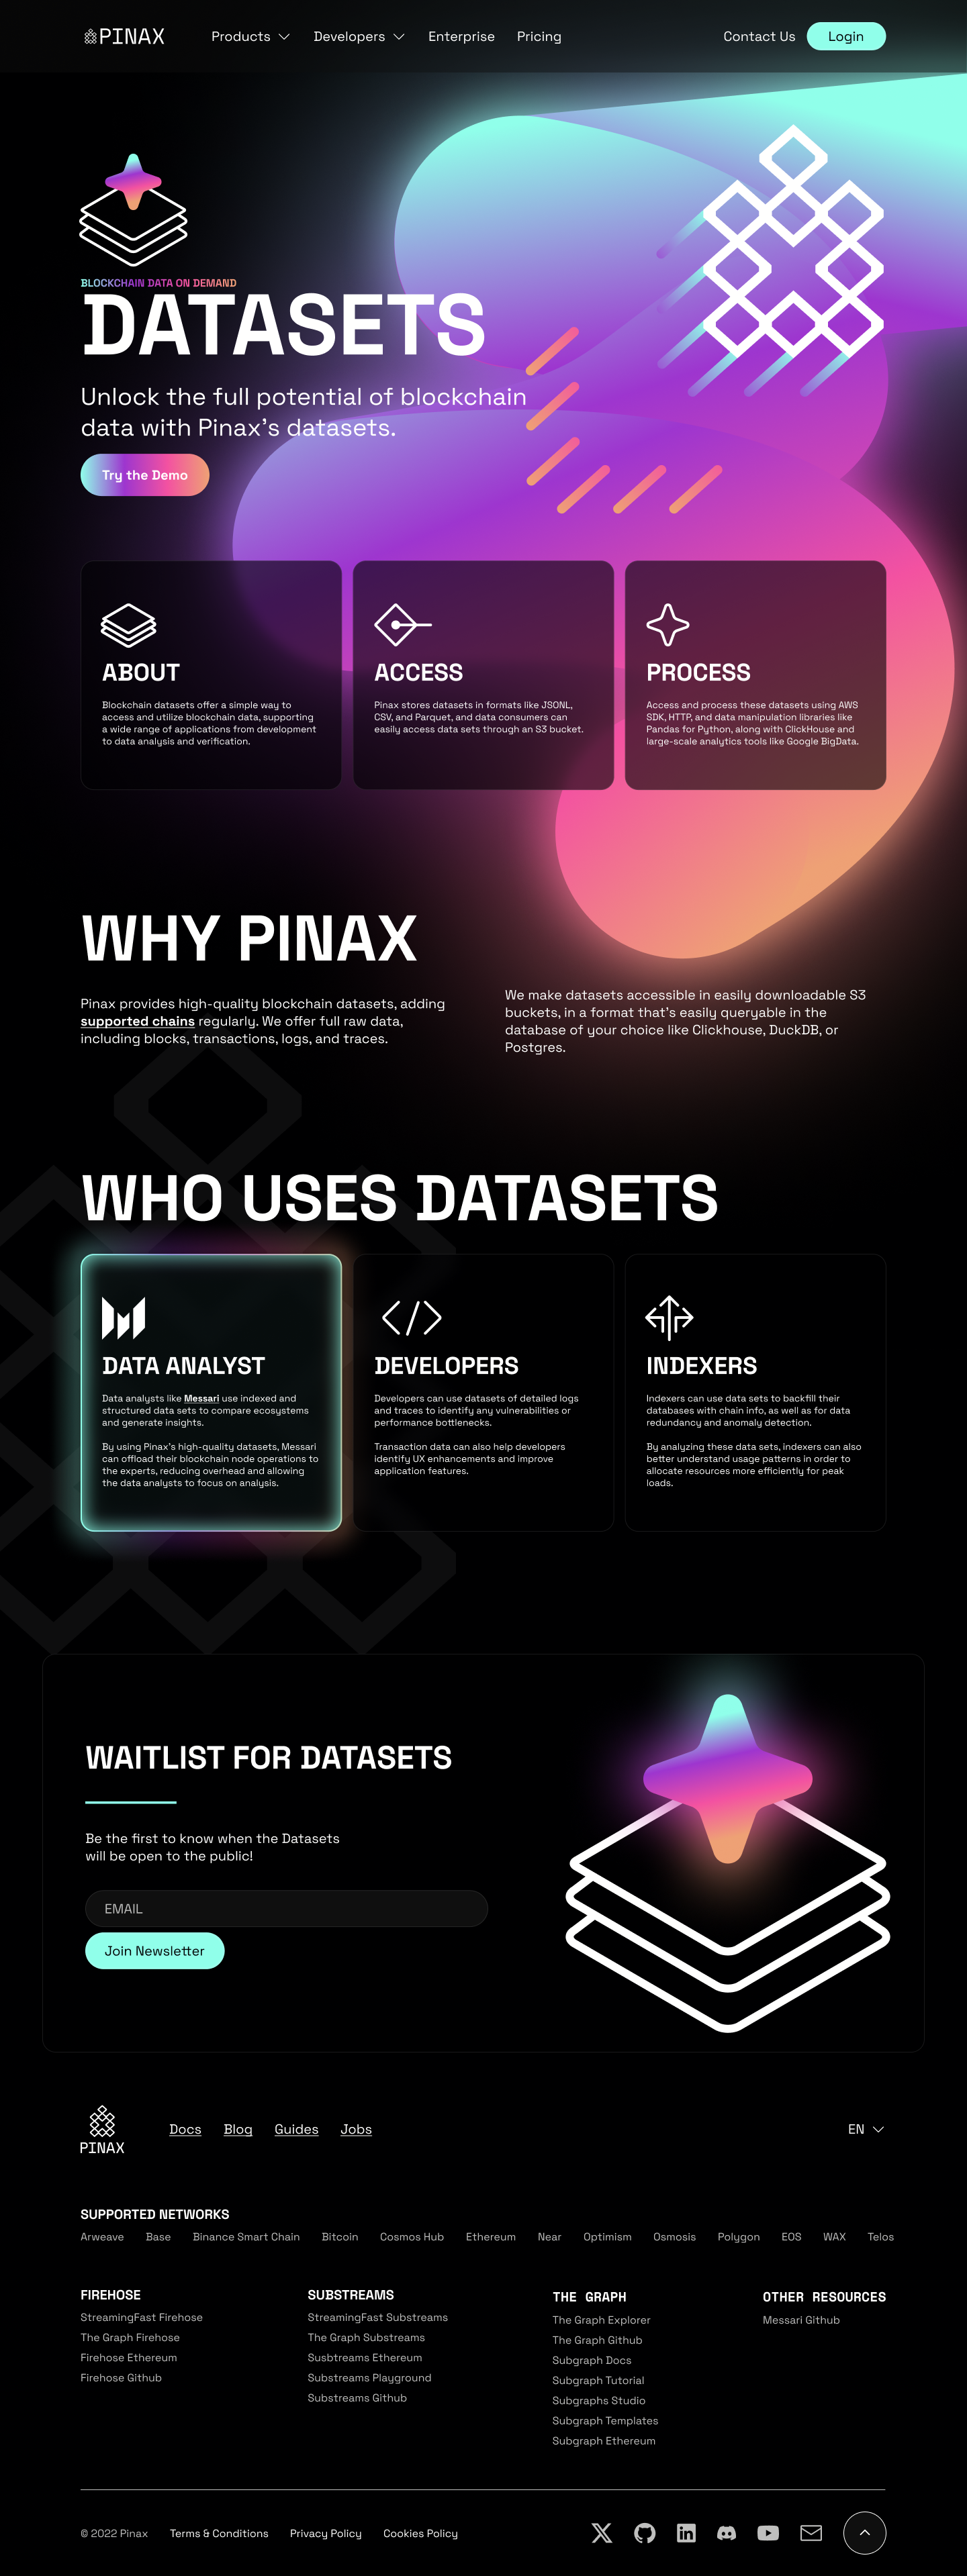 PINAX
Products
Developers
Enterprise
Pricing
Contact Us
Login
BLOCKCHAIN DATA ON DEMAND
DATASETS
Unlock the full potential of blockchain
data with Pinax's datasets.
Try the Demo
ABOUT
Blockchain datasets offer a simple way to
access and utilize blockchain data, supporting
a wide range of applications from development
to data analysis and verification.
ACCESS
Pinax stores datasets in formats like JSONL,
CSV, and Parquet, and data consumers can
easily access data sets through an S3 bucket.
PROCESS
Access and process these datasets using AWS
SDK, HTTP, and data manipulation libraries like
Pandas for Python, along with ClickHouse and
large-scale analytics tools like Google BigData.
WHY PINAX
Pinax provides high-quality blockchain datasets, adding
supported chains regularly. We offer full raw data,
including blocks, transactions, logs, and traces.
We make datasets accessible in easily downloadable S3
buckets, in a format that's easily queryable in the
database of your choice like Clickhouse, DuckDB, or
Postgres.
WHO USES DATASETS
DATA ANALYST
Data analysts like Messari use indexed and
structured data sets to compare ecosystems
and generate insights.
By using Pinax's high-quality datasets, Messari
can offload their blockchain node operations to
the experts, reducing overhead and allowing
the data analysts to focus on analysis.
DEVELOPERS
Developers can use datasets of detailed logs
and traces to identify any vulnerabilities or
performance bottlenecks.
Transaction data can also help developers
identify UX enhancements and improve
application features.
INDEXERS
Indexers can use data sets to backfill their
databases with chain info, as well as for data
redundancy and anomaly detection.
By analyzing these data sets, indexers can also
better understand usage patterns in order to
allocate resources more efficiently for peak
loads.
WAITLIST FOR DATASETS
Be the first to know when the Datasets
will be open to the public!
EMAIL
Join Newsletter
PINAX
Docs
Blog
Guides
Jobs
EN
SUPPORTED NETWORKS
Arweave
Base
Binance Smart Chain
Bitcoin
Cosmos Hub
Ethereum
Near
Optimism
Osmosis
Polygon
EOS
WAX
Telos
FIREHOSE
StreamingFast Firehose
The Graph Firehose
Firehose Ethereum
Firehose Github
SUBSTREAMS
StreamingFast Substreams
The Graph Substreams
Susbtreams Ethereum
Substreams Playground
Substreams Github
THE GRAPH
The Graph Explorer
The Graph Github
Subgraph Docs
Subgraph Tutorial
Subgraphs Studio
Subgraph Templates
Subgraph Ethereum
OTHER RESOURCES
Messari Github
© 2022 Pinax
Terms & Conditions
Privacy Policy
Cookies Policy